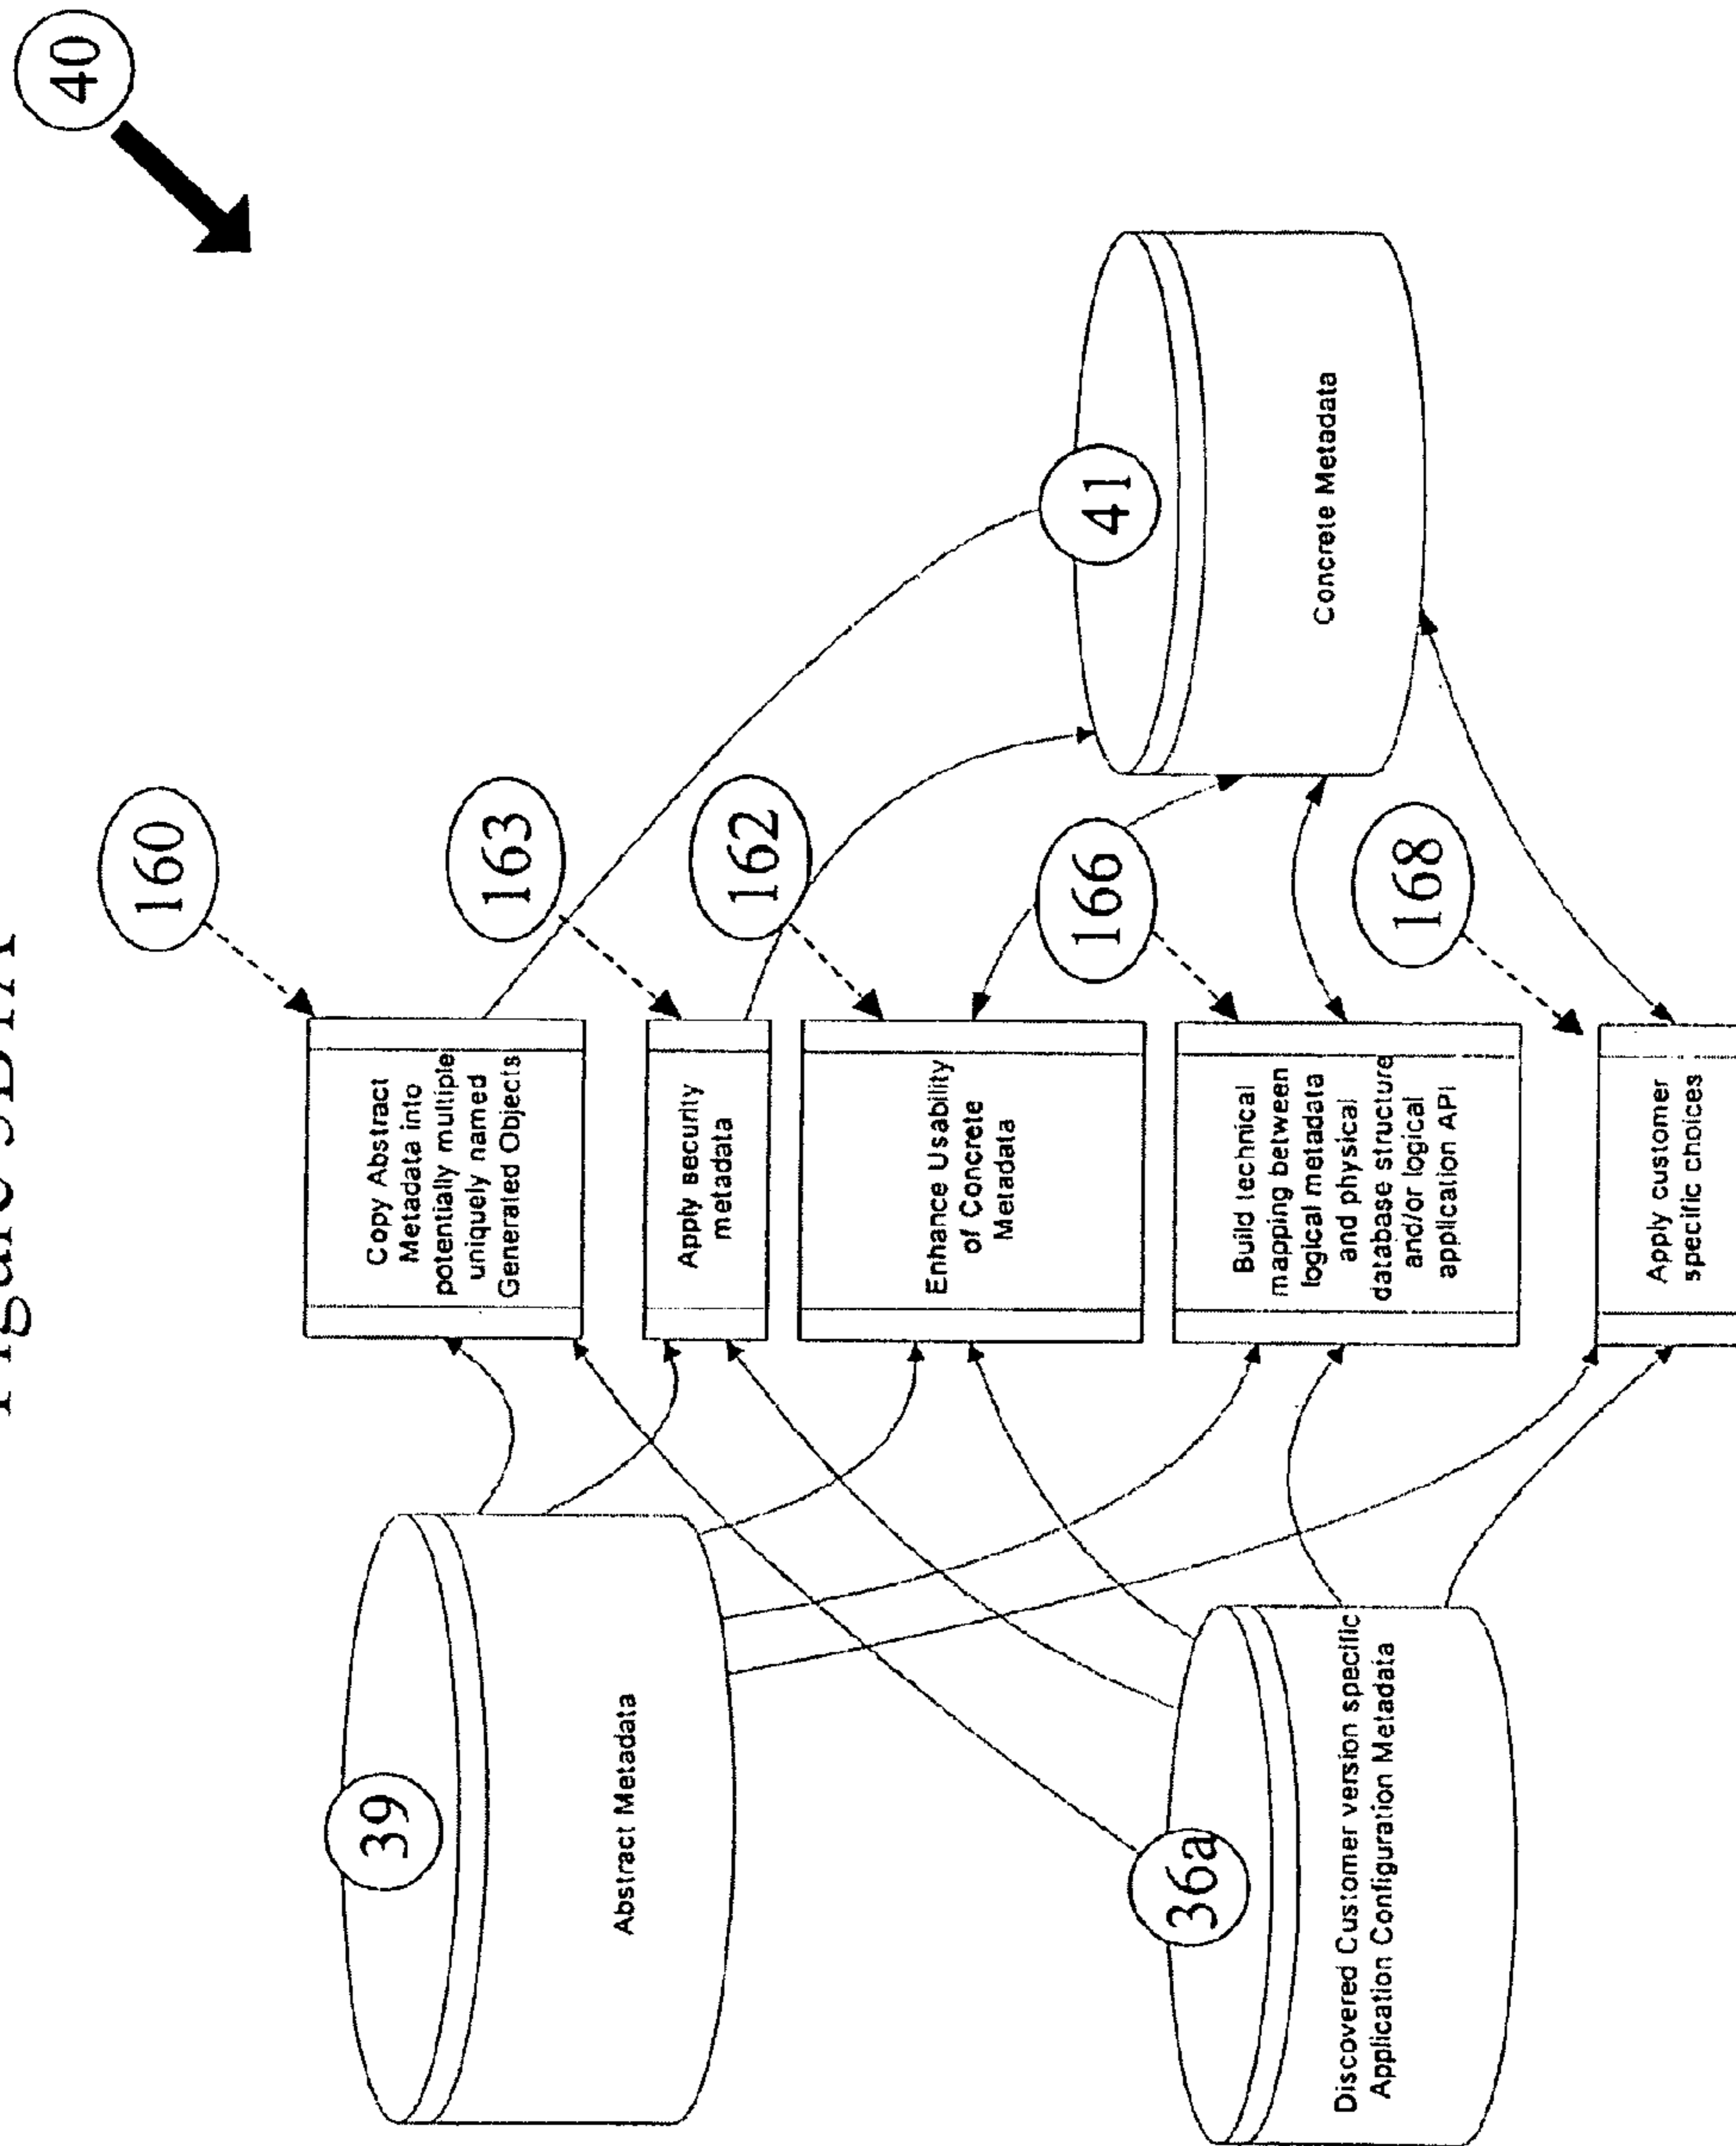 40
160
Copy Abstract
Metadata into
potentially multiple
uniquely named
Generated Objects
163
Apply security
metadata
162
Enhance Usability
of Concrete
Metadata
166
Build technical
mapping between
logical metadata
and physical
database structure
and/or logical
application API
168
Apply customer
specific choices
39
Abstract Metadata
36a
Discovered Customer version specific
Application Configuration Metadata
41
Concrete Metadata